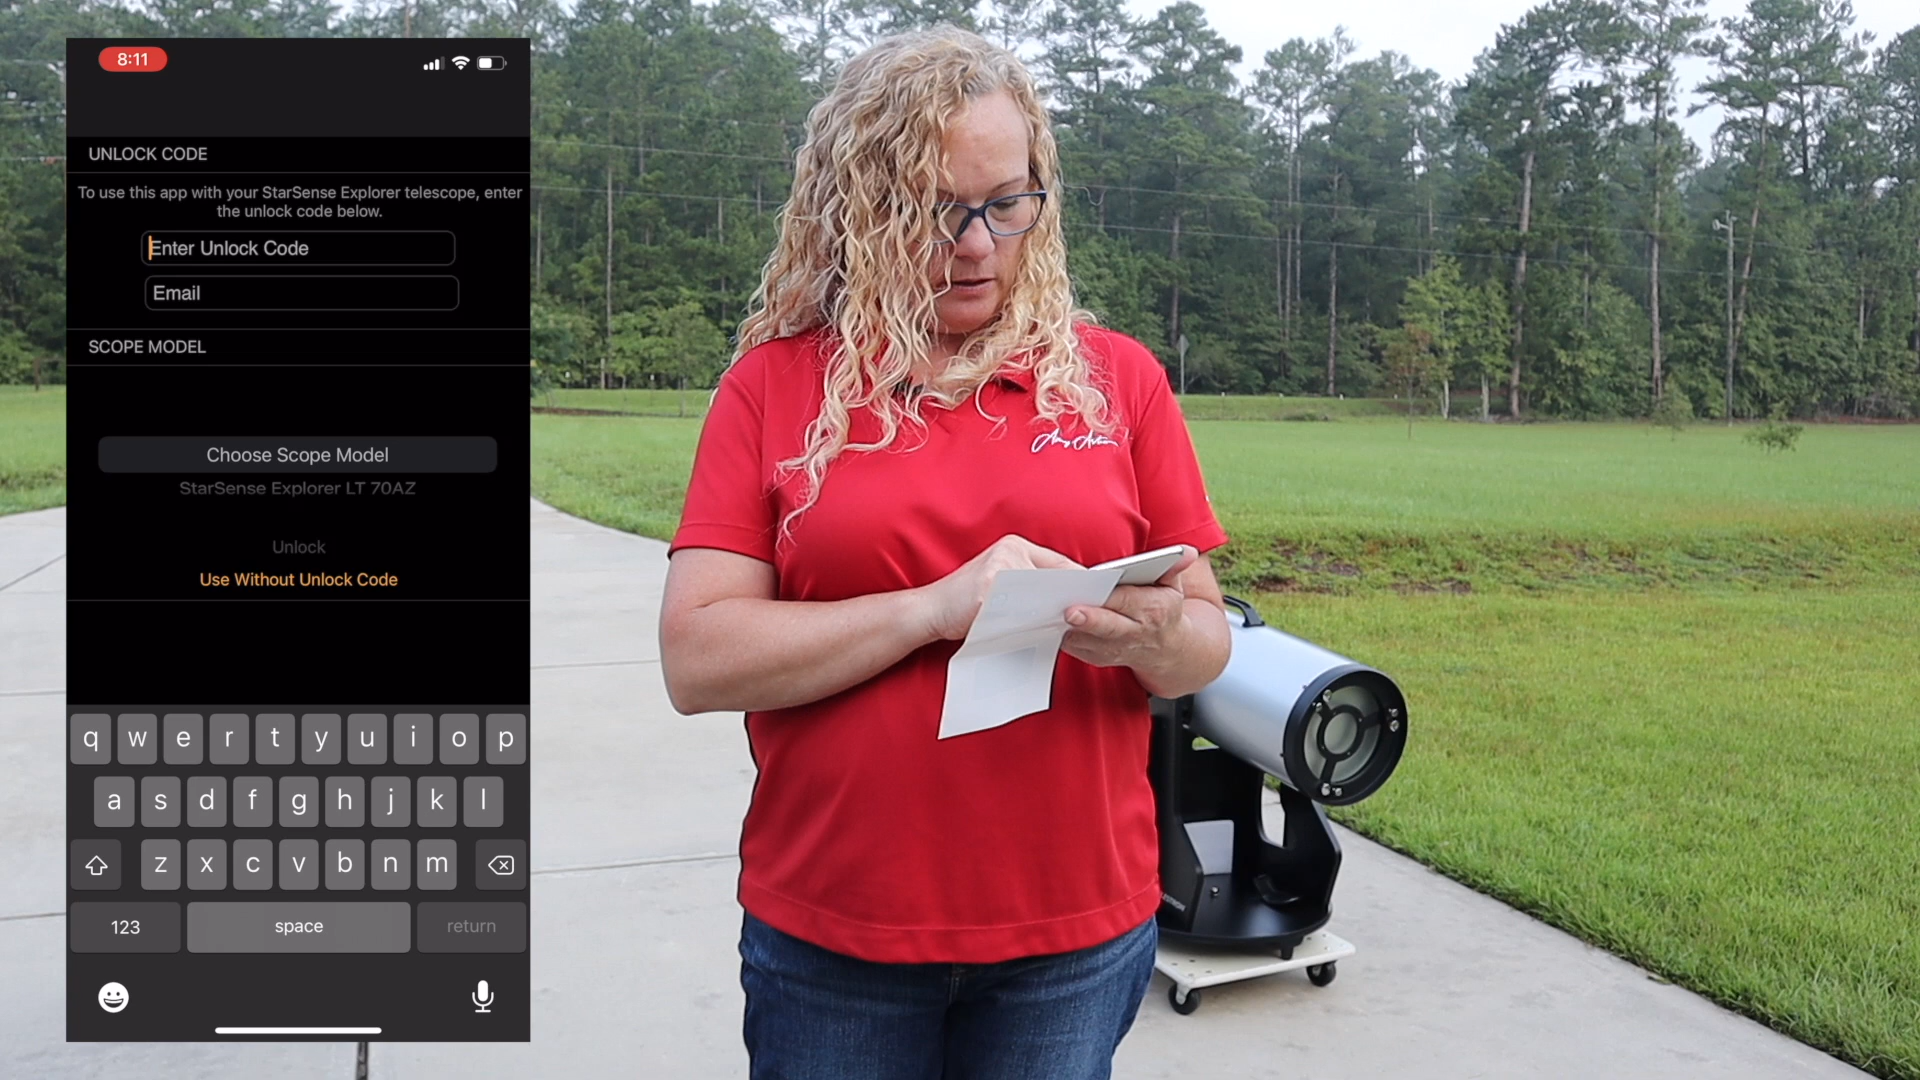 8:11
UNLOCK CODE
To use this app with your StarSense Explorer telescope, enter
the unlock code below.
Enter Unlock Code
Email
SCOPE MODEL
Choose Scope Model
StarSense Explorer LT 70AZ
Unlock
Use Without Unlock Code
q w e r t y u i o p
a s d f g h j k l
z x c v b n m
123 space return